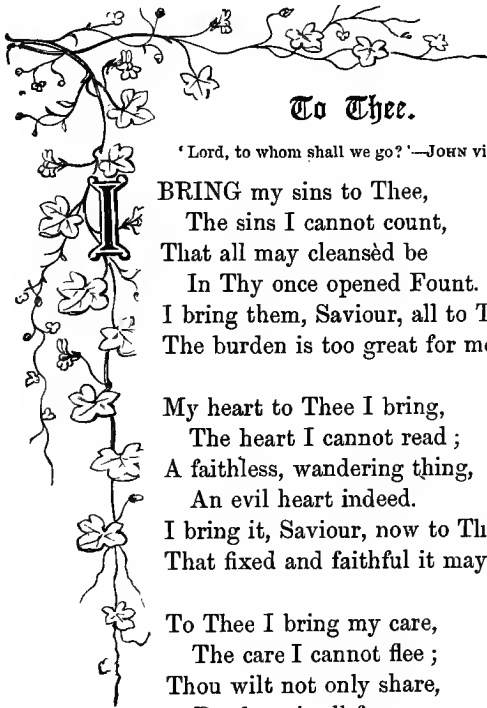 To Thee.
'Lord, to whom shall we go?'—JOHN vi
I BRING my sins to Thee,
The sins I cannot count,
That all may cleansèd be
In Thy once opened Fount.
I bring them, Saviour, all to T
The burden is too great for me
My heart to Thee I bring,
The heart I cannot read ;
A faithless, wandering thing,
An evil heart indeed.
I bring it, Saviour, now to Th
That fixed and faithful it may
To Thee I bring my care,
The care I cannot flee ;
Thou wilt not only share,